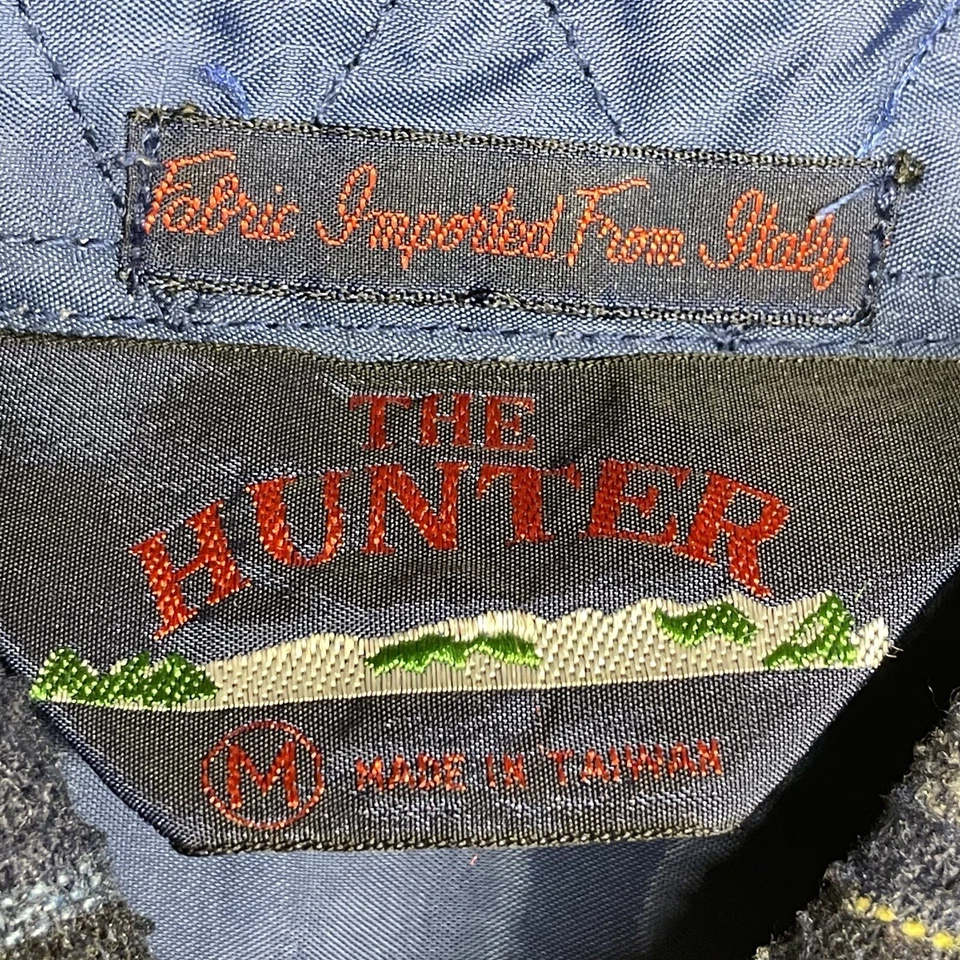 Fabric Imported From Italy
THE
HUNTER
M MADE IN TAIWAN